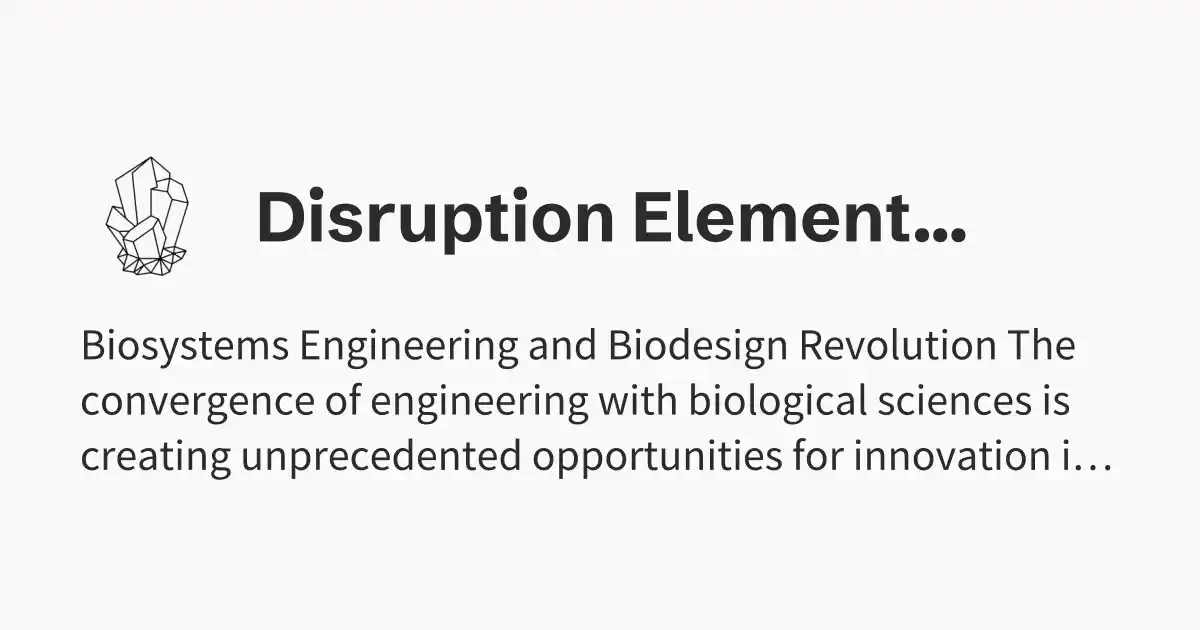 Disruption Element...
Biosystems Engineering and Biodesign Revolution The
convergence of engineering with biological sciences is
creating unprecedented opportunities for innovation i...